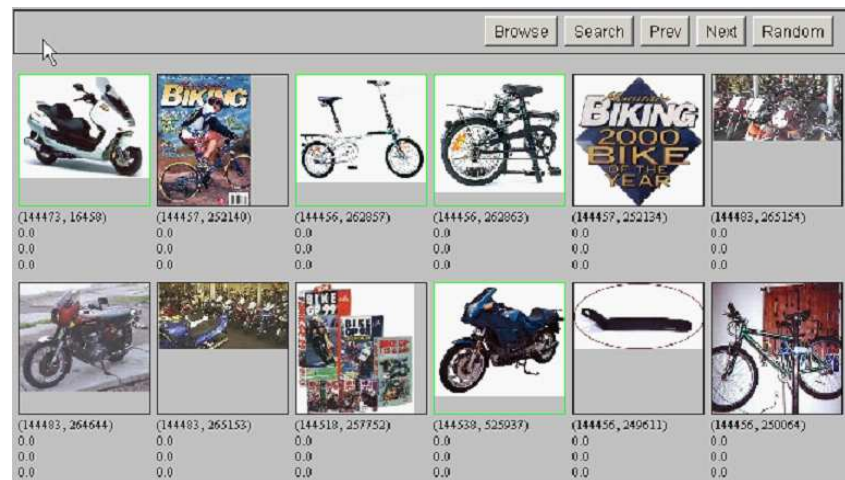 Browse Search Prev Next Random
BIKING
BIKING
2000
BIKE
OF THE
YEAR
(144473, 16458) (144457, 252140) (144456, 262857) (144456, 262863) (144457, 252134) (144483, 265154)
0.0 0.0 0.0 0.0 0.0 0.0
0.0 0.0 0.0 0.0 0.0 0.0
0.0 0.0 0.0 0.0 0.0 0.0
BIKE
BIKE
(144483, 264644) (144483, 265153) (144518, 257752) (144538, 525937) (144456, 249611) (144456, 250064)
0.0 0.0 0.0 0.0 0.0 0.0
0.0 0.0 0.0 0.0 0.0 0.0
0.0 0.0 0.0 0.0 0.0 0.0